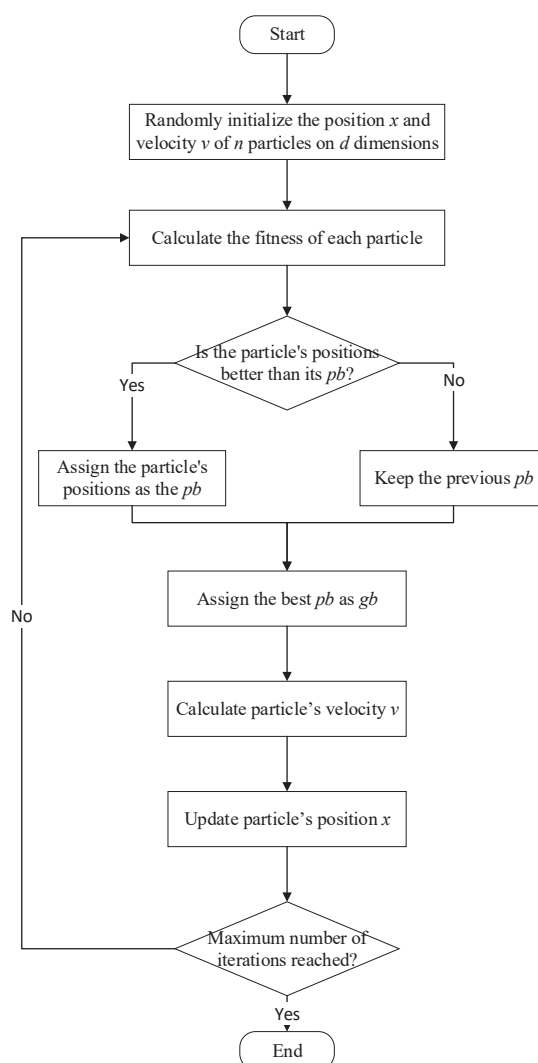 Start
Randomly initialize the position x and
velocity v of n particles on d dimensions
Calculate the fitness of each particle
Is the particle's positions
better than its pb?
Yes
No
Assign the particle's
positions as the pb
Keep the previous pb
Assign the best pb as gb
No
Calculate particle’s velocity v
Update particle’s position x
Maximum number of
iterations reached?
Yes
End